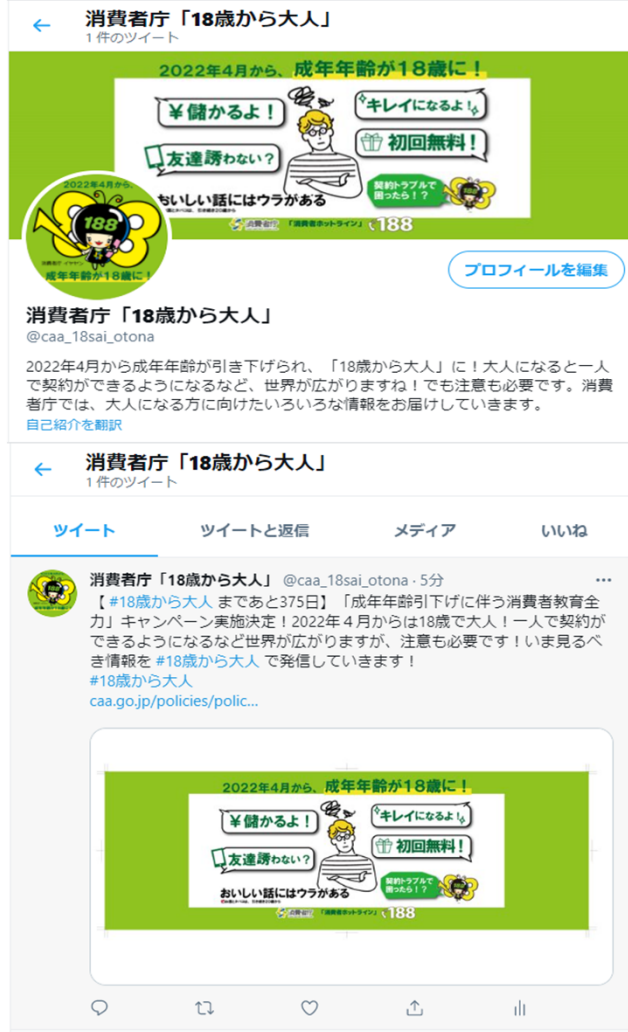 消費者庁「18歳から大人」
1 件のツイート
2022年4月から、成年年齢が18歳に！
￥儲かるよ！
キレイになるよ！
友達誘わない？
初回無料！
おいしい話にはウラがある
契約トラブルで
困ったら！？
消費者庁 「消費者ホットライン」 188
2022年4月から、
188
消費者庁 イヤヤン
成年年齢が18歳に！
プロフィールを編集
消費者庁「18歳から大人」
@caa_18sai_otona
2022年4月から成年年齢が引き下げられ、「18歳から大人」に！大人になると一人
で契約ができるようになるなど、世界が広がりますね！でも注意も必要です。消費
者庁では、大人になる方に向けたいろいろな情報をお届けしていきます。
自己紹介を翻訳
消費者庁「18歳から大人」
1 件のツイート
ツイート ツイートと返信 メディア いいね
消費者庁「18歳から大人」 @caa_18sai_otona · 5分
【 #18歳から大人 まであと375日】「成年年齢引下げに伴う消費者教育全
力」キャンペーン実施決定！2022年４月からは18歳で大人！一人で契約が
できるようになるなど世界が広がりますが、注意も必要です！いま見るべ
き情報を #18歳から大人 で発信していきます！
#18歳から大人
caa.go.jp/policies/polic...
2022年4月から、成年年齢が18歳に！
￥儲かるよ！
キレイになるよ！
友達誘わない？
初回無料！
おいしい話にはウラがある
契約トラブルで
困ったら！？
消費者庁 「消費者ホットライン」 188